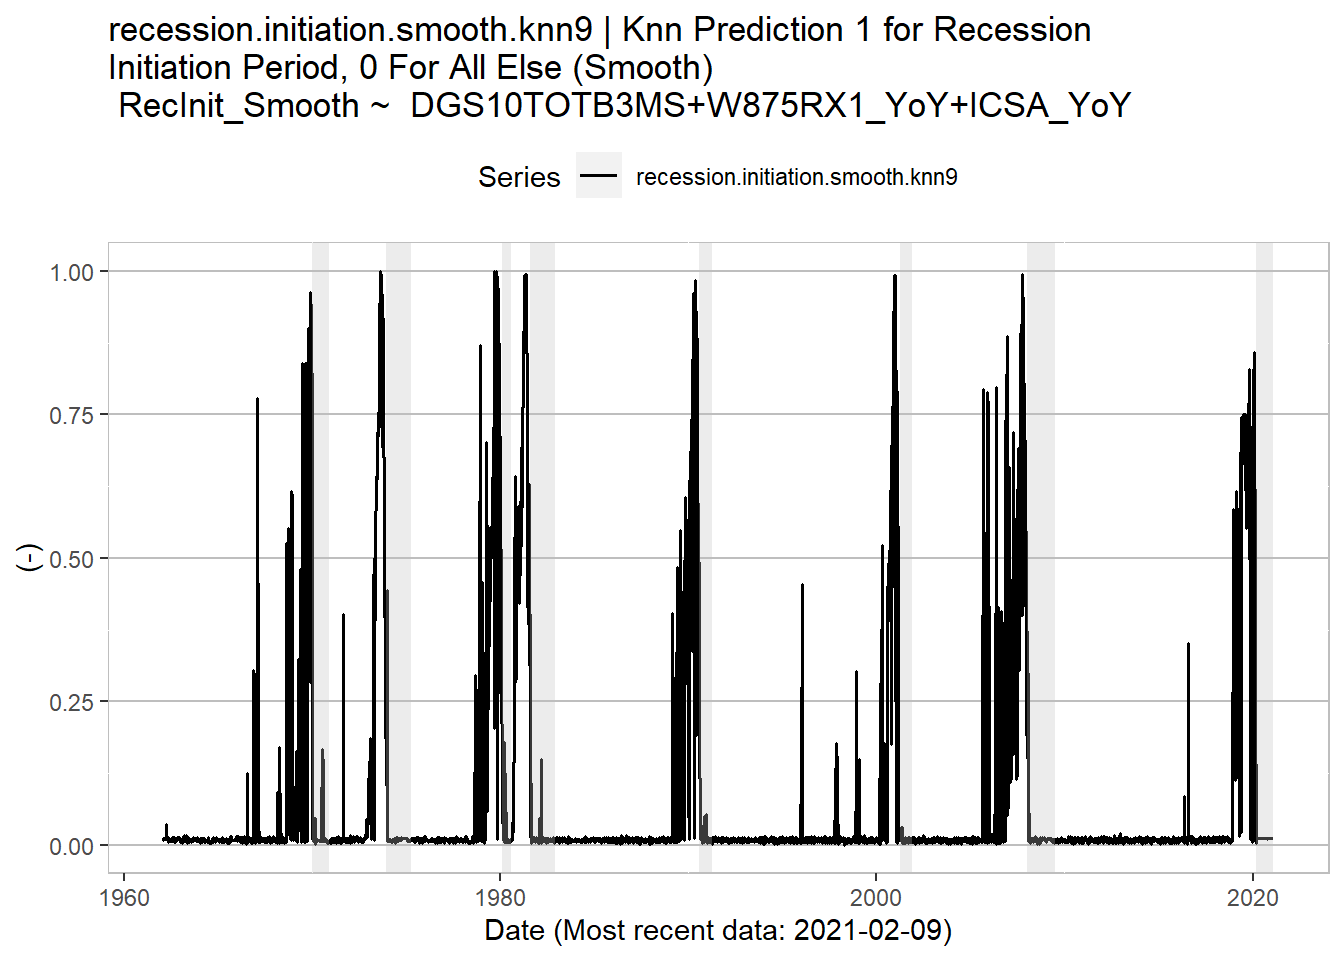 recession.initiation.smooth.knn9 | Knn Prediction 1 for Recession
Initiation Period, 0 For All Else (Smooth)
RecInit_Smooth ~  DGS10TOTB3MS+W875RX1_YoY+ICSA_YoY
Series
recession.initiation.smooth.knn9
1.00
0.75
0.50
0.25
0.00
(-)
1960
1980
2000
2020
Date (Most recent data: 2021-02-09)